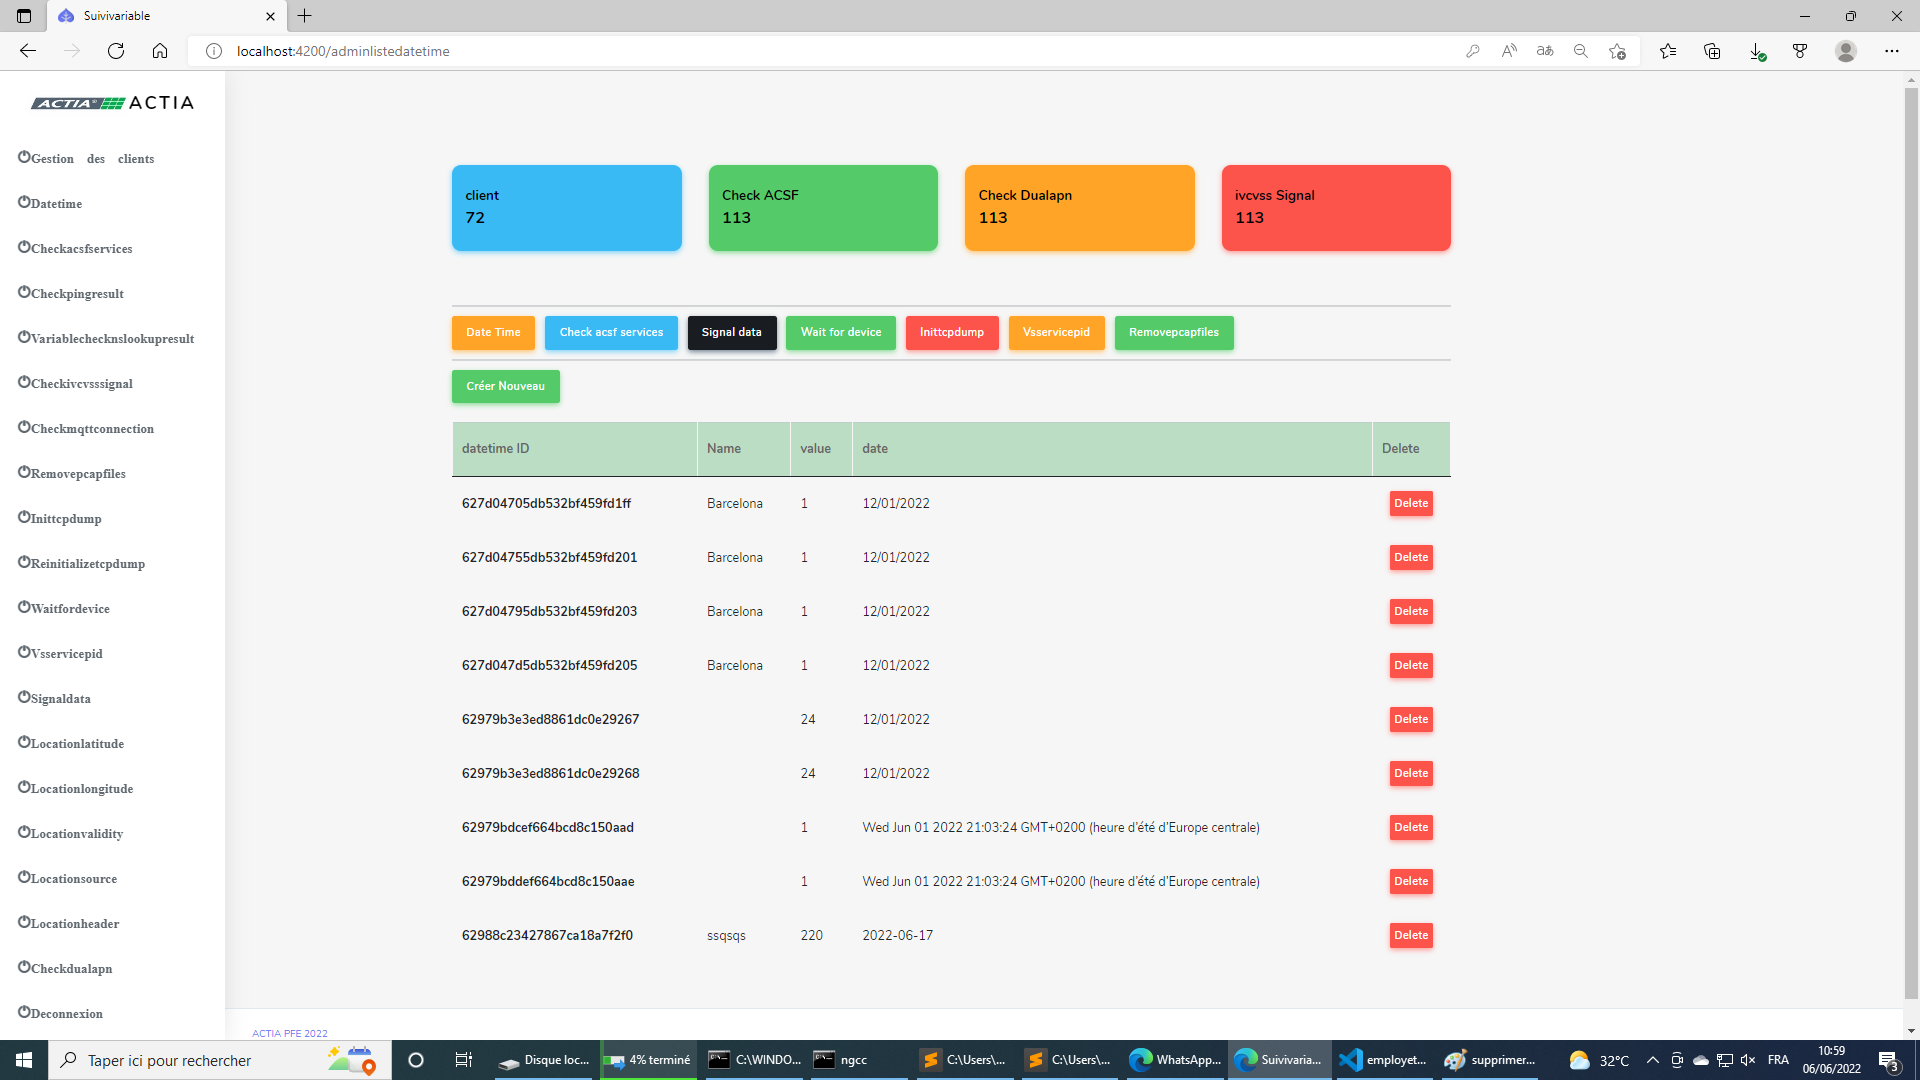 Suivivariable
localhost:4200/adminlistedatetime
ACTIA ACTIA
Gestion des clients
Datetime
Checkacsfservices
Checkpingresult
Variablechecknslookupresult
Checkivcvsssignal
Checkmqttconnection
Removepcapfiles
Inittcpdump
Reinitializetcpdump
Waitfordevice
Vsservicepid
Signaldata
Locationlatitude
Locationlongitude
Locationvalidity
Locationsource
Locationheader
Checkdualapn
Deconnexion
client
72
Check ACSF
113
Check Dualapn
113
ivcvss Signal
113
Date Time Check acsf services Signal data Wait for device Inittcpdump Vsservicepid Removepcapfiles
Créer Nouveau
datetime ID Name value date Delete
627d04705db532bf459fd1ff Barcelona 1 12/01/2022 Delete
627d04755db532bf459fd201 Barcelona 1 12/01/2022 Delete
627d04795db532bf459fd203 Barcelona 1 12/01/2022 Delete
627d047d5db532bf459fd205 Barcelona 1 12/01/2022 Delete
62979b3e3ed8861dc0e29267 24 12/01/2022 Delete
62979b3e3ed8861dc0e29268 24 12/01/2022 Delete
62979bdcef664bcd8c150aad 1 Wed Jun 01 2022 21:03:24 GMT+0200 (heure d'été d'Europe centrale) Delete
62979bddef664bcd8c150aae 1 Wed Jun 01 2022 21:03:24 GMT+0200 (heure d'été d'Europe centrale) Delete
62988c23427867ca18a7f2f0 ssqsqs 220 2022-06-17 Delete
ACTIA PFE 2022
Taper ici pour rechercher
Disque loc... 4% terminé C:\WINDO... ngcc C:\Users\... C:\Users\... WhatsApp... Suivivaria... employet... supprimer...
32°C FRA 10:59
06/06/2022
3